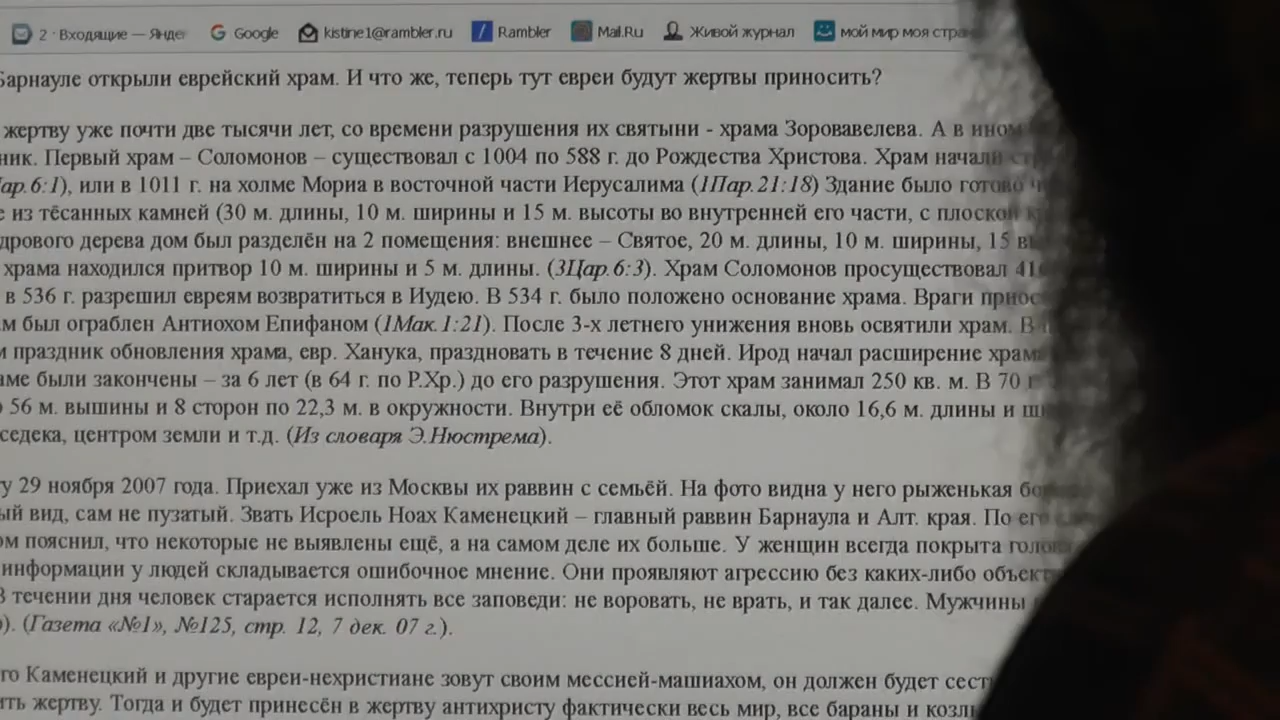 2 · Входящие — Янде Google kistine1@rambler.ru Rambler Mail.Ru Живой журнал мой мир моя стра
Барнауле открыли еврейский храм. И что же, теперь тут евреи будут жертвы приносить?
жертву уже почти две тысячи лет, со времени разрушения их святыни - храма Зоровавелева. А в ином
ник. Первый храм – Соломонов – существовал с 1004 по 588 г. до Рождества Христова. Храм начали
ар.6:1), или в 1011 г. на холме Мориа в восточной части Иерусалима (1Пар.21:18) Здание было готово
е из тёсанных камней (30 м. длины, 10 м. ширины и 15 м. высоты во внутренней его части, с плоской
дрового дерева дом был разделён на 2 помещения: внешнее – Святое, 20 м. длины, 10 м. ширины, 15
храма находился притвор 10 м. ширины и 5 м. длины. (3Цар.6:3). Храм Соломонов просуществовал
в 536 г. разрешил евреям возвратиться в Иудею. В 534 г. было положено основание храма. Враги
м был ограблен Антиохом Епифаном (1Мак.1:21). После 3-х летнего унижения вновь освятили храм. В
м праздник обновления храма, евр. Ханука, праздновать в течение 8 дней. Ирод начал расширение храма
аме были закончены – за 6 лет (в 64 г. по Р.Хр.) до его разрушения. Этот храм занимал 250 кв. м. В 70
56 м. вышины и 8 сторон по 22,3 м. в окружности. Внутри её обломок скалы, около 16,6 м. длины и
седека, центром земли и т.д. (Из словаря Э.Нюстрема).
ту 29 ноября 2007 года. Приехал уже из Москвы их раввин с семьёй. На фото видна у него рыженькая
ый вид, сам не пузатый. Звать Исроель Ноах Каменецкий – главный раввин Барнаула и Алт. края. По его
ом пояснил, что некоторые не выявлены ещё, а на самом деле их больше. У женщин всегда покрыта голова
информации у людей складывается ошибочное мнение. Они проявляют агрессию без каких-либо
В течении дня человек старается исполнять все заповеди: не воровать, не врать, и так далее. Мужчины
). (Газета «№1», №125, стр. 12, 7 дек. 07 г.).
го Каменецкий и другие евреи-нехристиане зовут своим мессией-машиахом, он должен будет сест
ить жертву. Тогда и будет принесён в жертву антихристу фактически весь мир, все бараны и козл